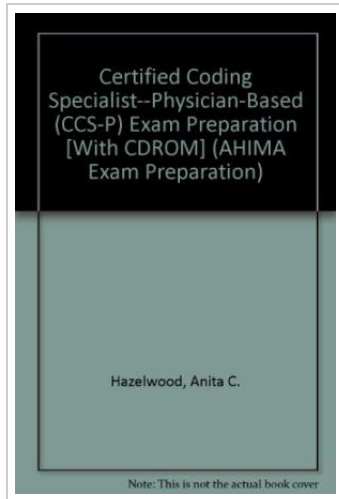 Certified Coding
Specialist--Physician-Based
(CCS-P) Exam Preparation
[With CDROM] (AHIMA
Exam Preparation)
Hazelwood, Anita C.
Note: This is not the actual book cover